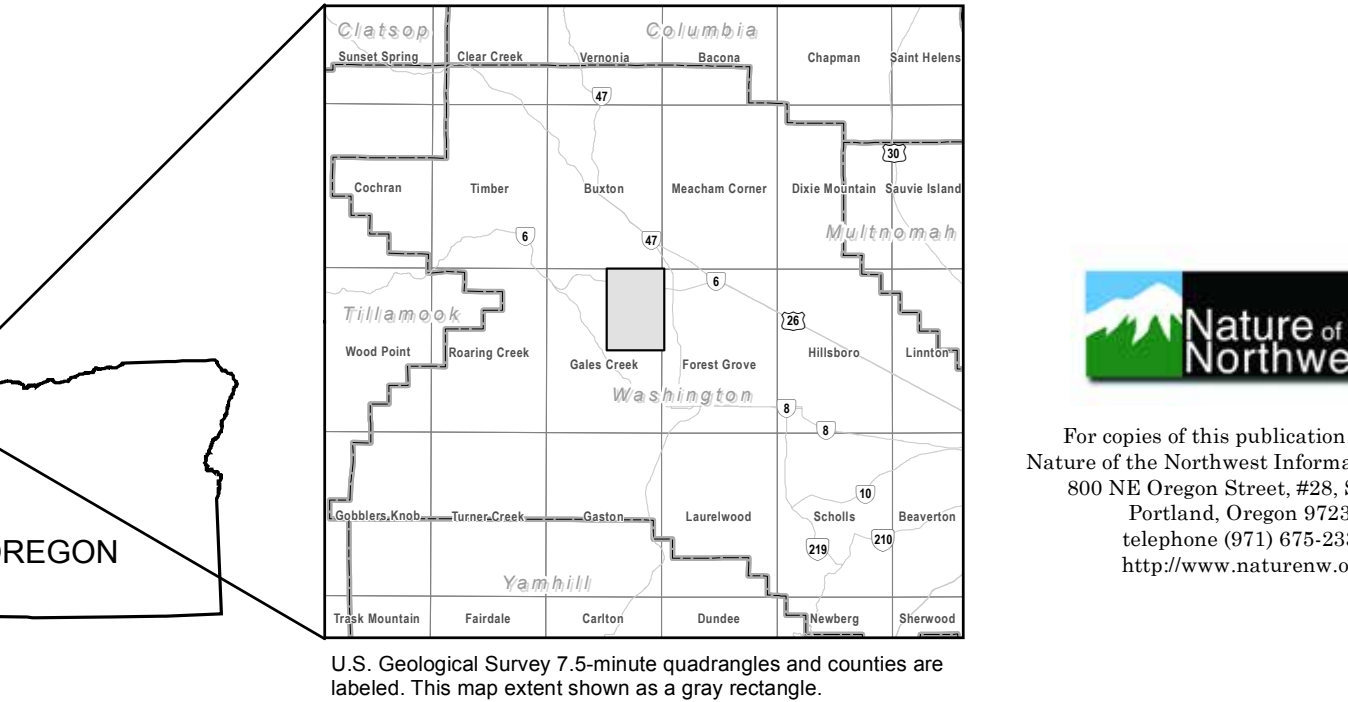 Clatsop
Columbia
Sunset Spring
Clear Creek
Vernonia
Bacona
Chapman
Saint Helens
47
30
Cochran
Timber
Buxton
Meacham Corner
Dixie Mountain
Sauvie Island
6
47
Multnomah
6
Tillamook
26
Wood Point
Roaring Creek
Gales Creek
Forest Grove
Hillsboro
Linnton
Washington
8
8
10
Gobblers Knob
Turner Creek
Gaston
Laurelwood
Scholls
Beaverton
219
210
Yamhill
Trask Mountain
Fairdale
Carlton
Dundee
Newberg
Sherwood
U.S. Geological Survey 7.5-minute quadrangles and counties are
labeled. This map extent shown as a gray rectangle.
REGON
Nature of
Northwe
For copies of this publication
Nature of the Northwest Informa
800 NE Oregon Street, #28, S
Portland, Oregon 9723
telephone (971) 675-233
http://www.naturenw.o